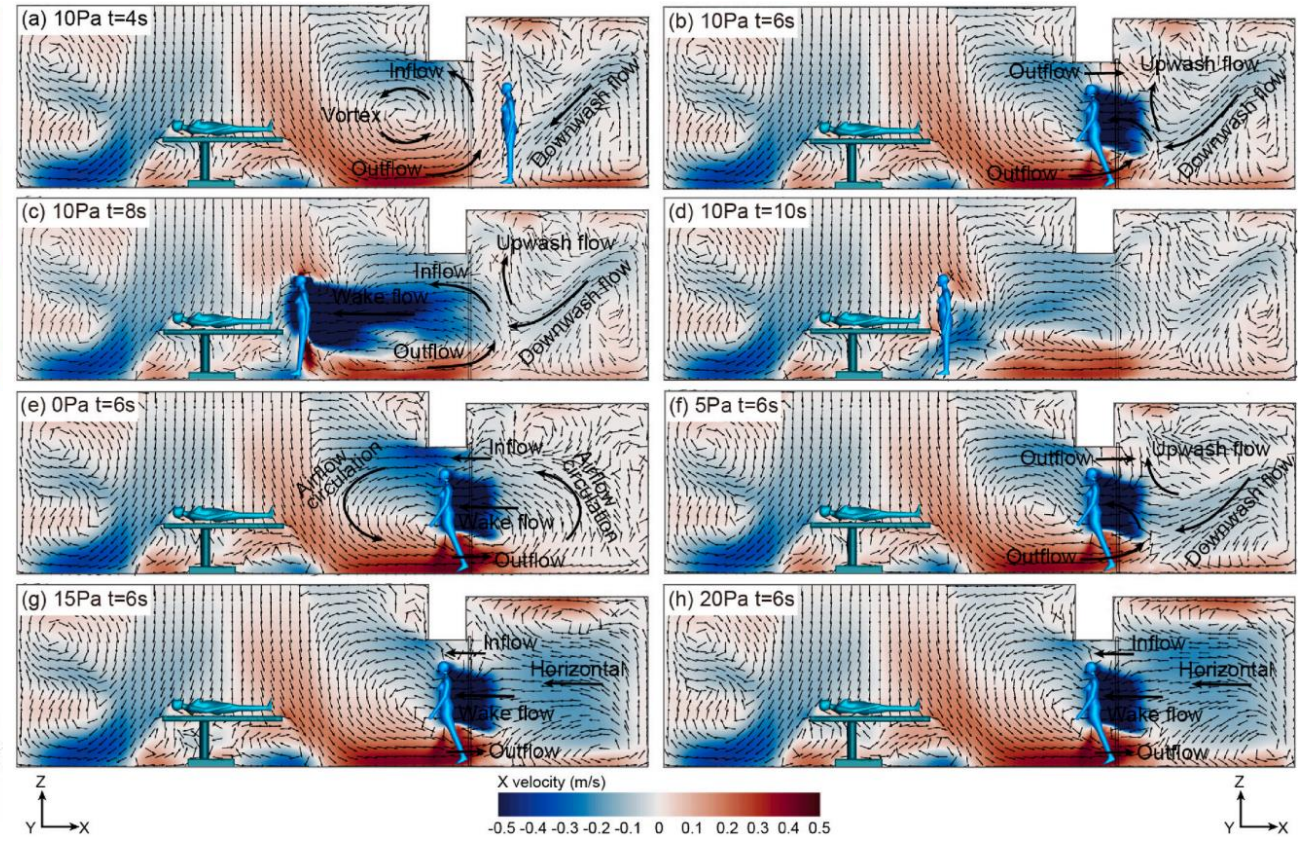 (a) 10Pa t=4s
Inflow
Vortex
Outflow
Downwash flow
(b) 10Pa t=6s
Outflow
Upwash flow
Downwash flow
Outflow
(c) 10Pa t=8s
Upwash flow
Inflow
Wake flow
Outflow
Downwash flow
(d) 10Pa t=10s
(e) 0Pa t=6s
Airflow
circulation
Inflow
Airflow
circulation
Wake flow
Outflow
(f) 5Pa t=6s
Outflow
Upwash flow
Downwash flow
Outflow
(g) 15Pa t=6s
Inflow
Horizontal
Wake flow
Outflow
(h) 20Pa t=6s
Inflow
Horizontal
Wake flow
Outflow
Z
Y
X
X velocity (m/s)
-0.5 -0.4 -0.3 -0.2 -0.1 0 0.1 0.2 0.3 0.4 0.5
Z
Y
X